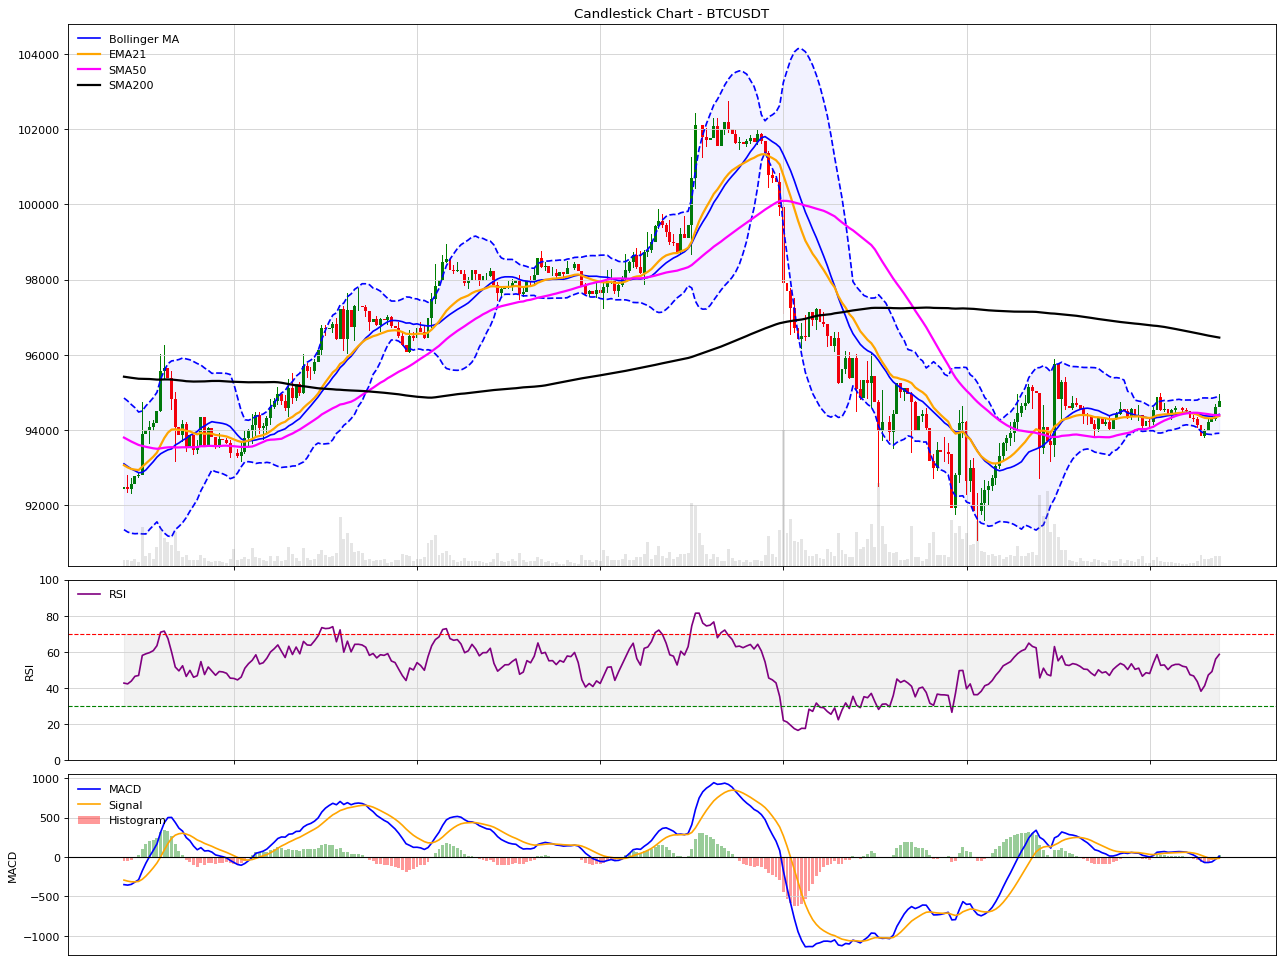 Candlestick Chart - BTCUSDT
Bollinger MA
EMA21
SMA50
SMA200
104000
102000
100000
98000
96000
94000
92000
RSI
100
80
60
40
20
0
RSI
MACD
Signal
Histogram
1000
500
0
−500
−1000
MACD